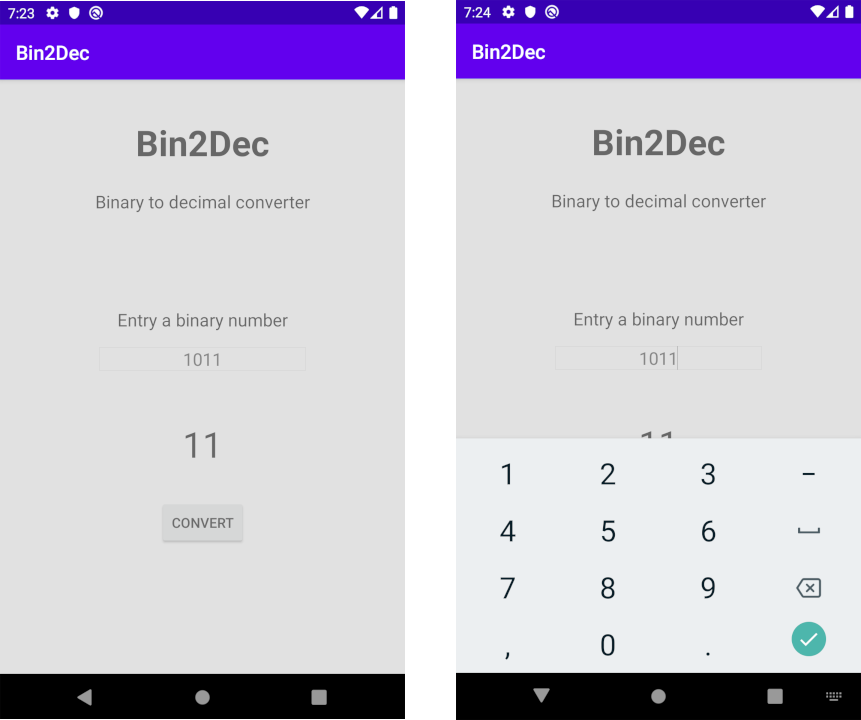 7:23
Bin2Dec
Bin2Dec
Binary to decimal converter
Entry a binary number
1011
11
CONVERT
7:24
Bin2Dec
Bin2Dec
Binary to decimal converter
Entry a binary number
1011
11
1 2 3 -
4 5 6
7 8 9
, 0 .